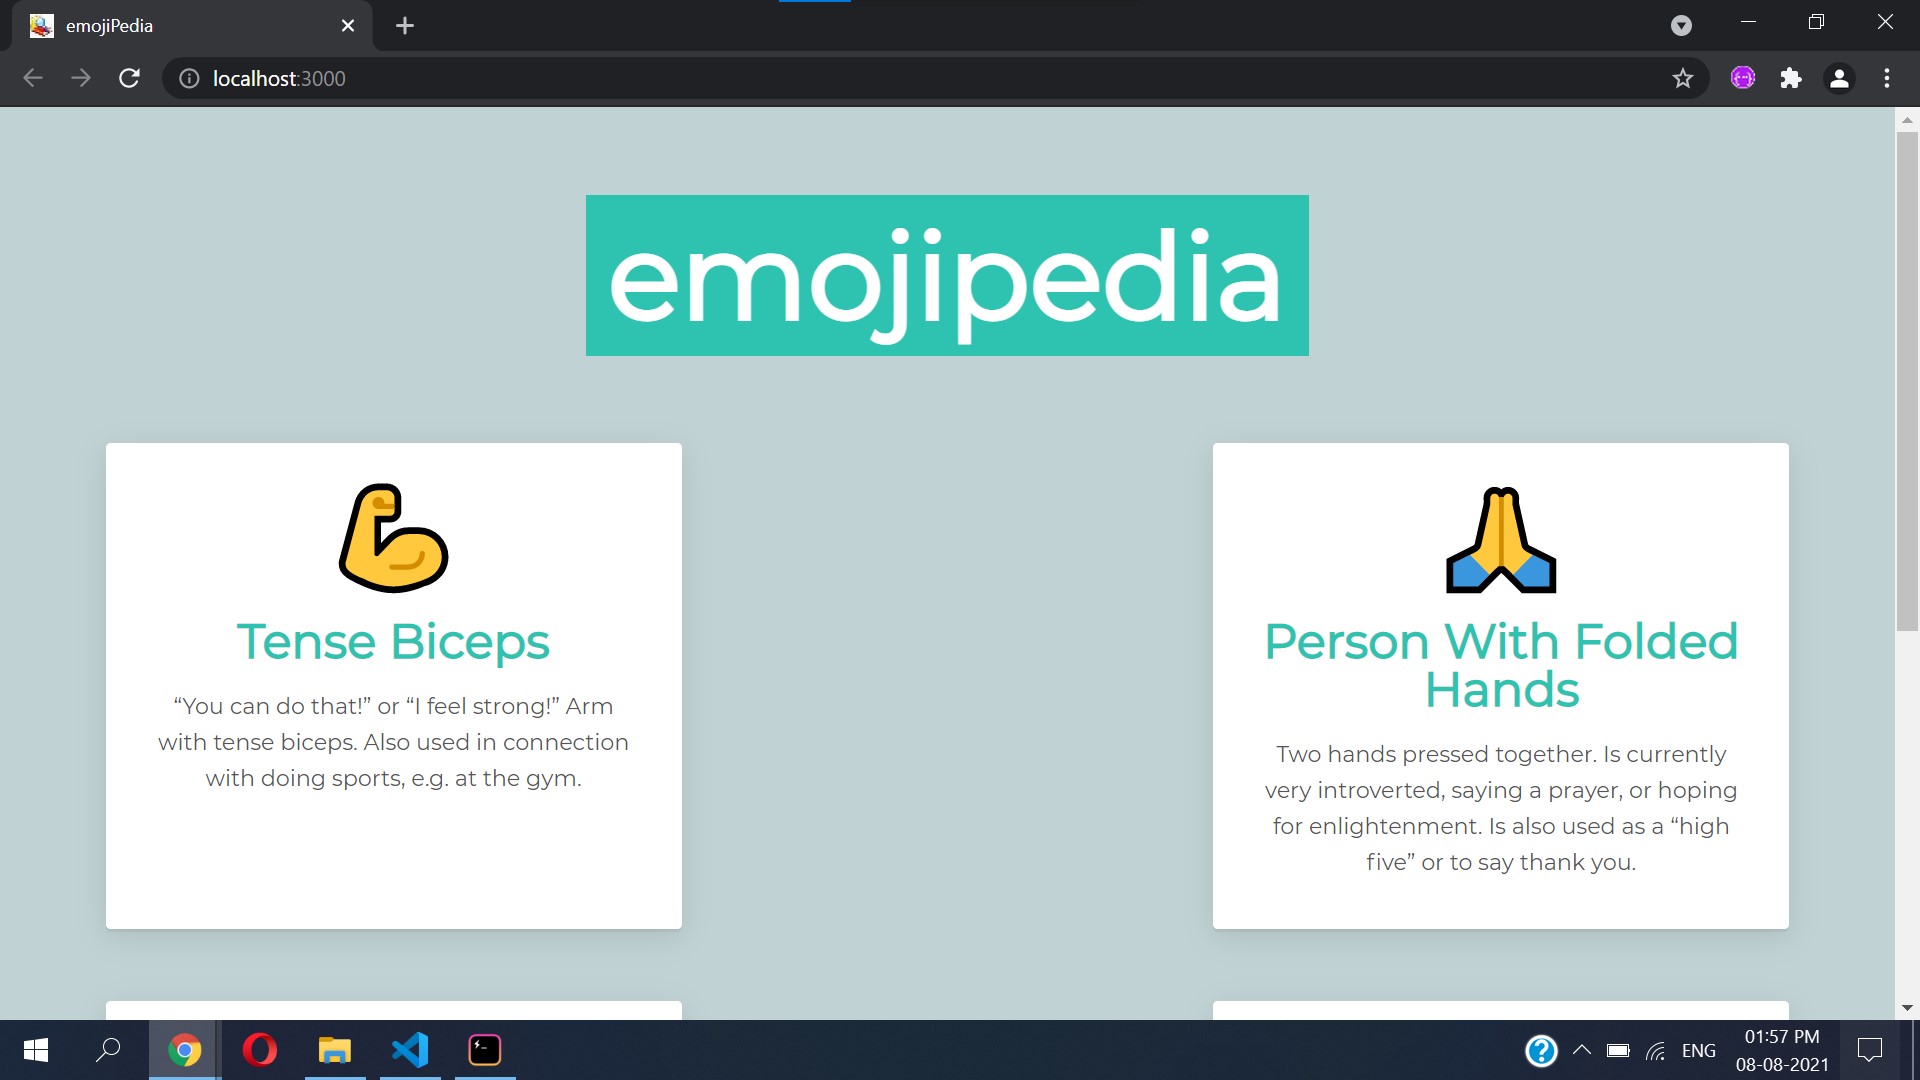 emojiPedia
localhost:3000
emojipedia
Tense Biceps
“You can do that!” or “I feel strong!” Arm
with tense biceps. Also used in connection
with doing sports, e.g. at the gym.
Person With Folded
Hands
Two hands pressed together. Is currently
very introverted, saying a prayer, or hoping
for enlightenment. Is also used as a “high
five” or to say thank you.
ENG
01:57 PM
08-08-2021